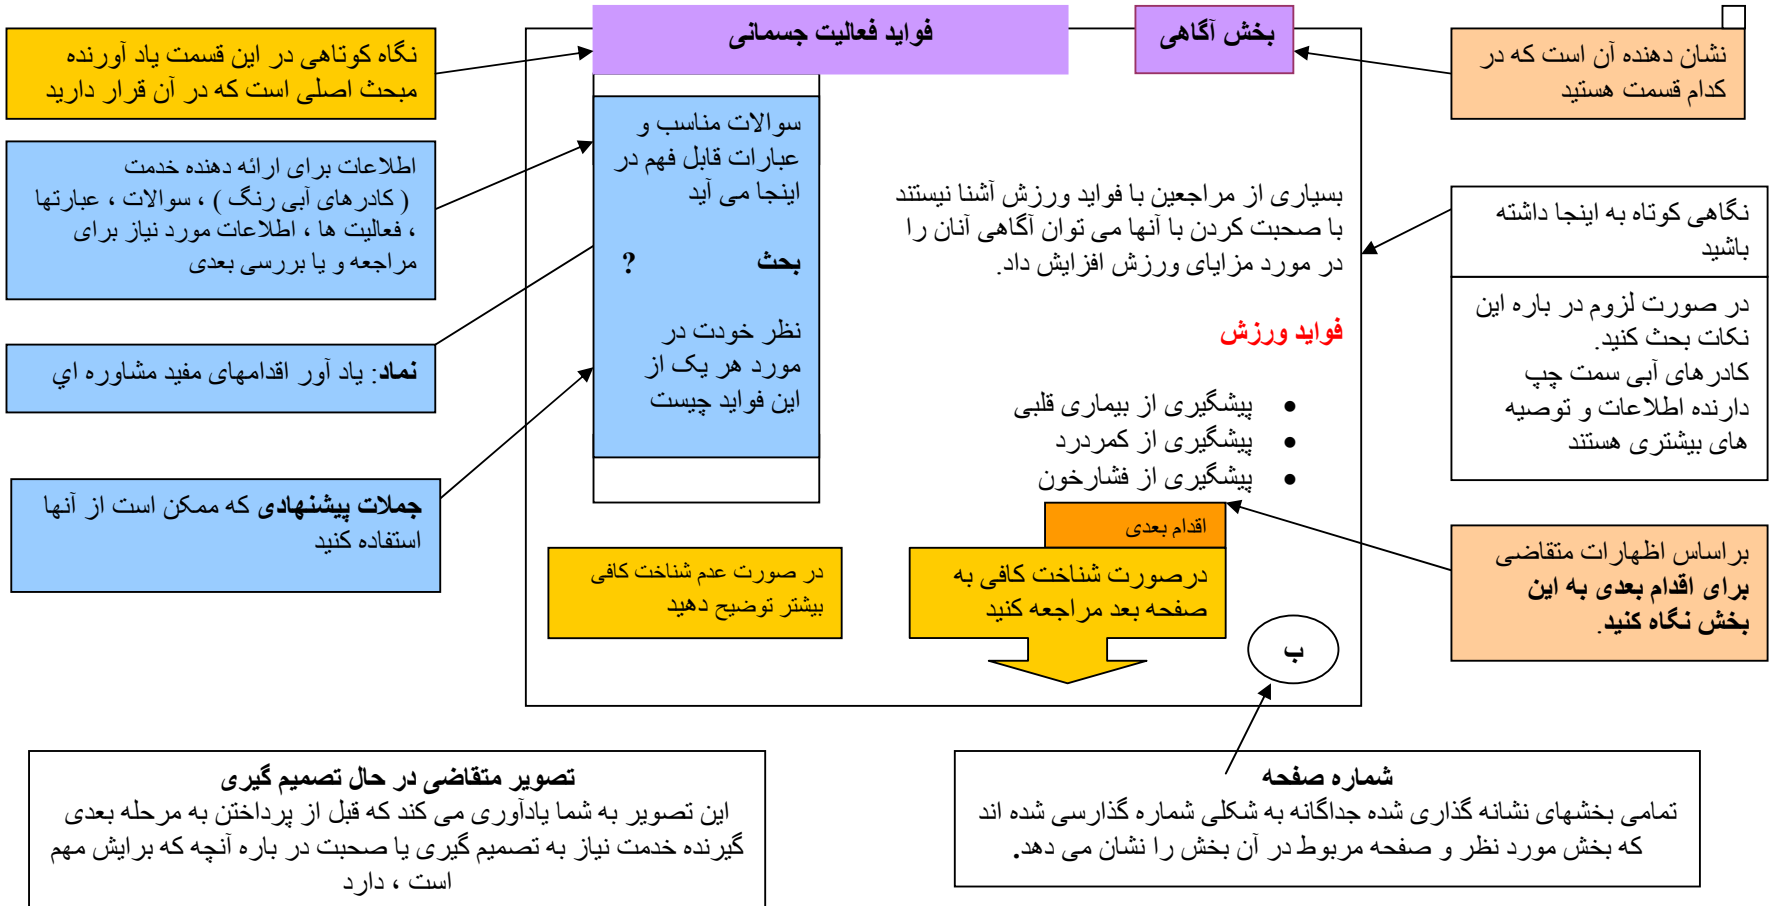 بخش آگاهی
فواید فعالیت جسمانی
نشان دهنده آن است که در
کدام قسمت هستید
نگاهی کوتاه به اینجا داشته
باشید
در صورت لزوم در باره این
نکات بحث کنید.
کادرهای آبی سمت چپ
دارنده اطلاعات و توصیه
های بیشتری هستند
براساس اظهارات متقاضی
برای اقدام بعدی به این
بخش نگاه کنید.
بسیاری از مراجعین با فواید ورزش آشنا نیستند
با صحبت کردن با آنها می توان آگاهی آنان را
در مورد مزایای ورزش افزایش داد.
فواید ورزش
• پیشگیری از بیماری قلبی
• پیشگیری از کمردرد
• پیشگیری از فشارخون
اقدام بعدی
درصورت شناخت کافی به
صفحه بعد مراجعه کنید
ب
سوالات مناسب و
عبارات قابل فهم در
اینجا می آید
بحث ?
نظر خودت در
مورد هر یک از
این فواید چیست
در صورت عدم شناخت کافی
بیشتر توضیح دهید
نگاه کوتاهی در این قسمت یاد آورنده
مبحث اصلی است که در آن قرار دارید
اطلاعات برای ارائه دهنده خدمت
( کادرهای آبی رنگ ) ، سوالات ، عبارتها
، فعالیت ها ، اطلاعات مورد نیاز برای
مراجعه و یا بررسی بعدی
نماد: یاد آور اقدامهای مفید مشاوره اي
جملات پیشنهادی که ممکن است از آنها
استفاده کنید
شماره صفحه
تمامی بخشهای نشانه گذاری شده جداگانه به شکلی شماره گذارسی شده اند
که بخش مورد نظر و صفحه مربوط در آن بخش را نشان می دهد.
تصویر متقاضی در حال تصمیم گیری
این تصویر به شما یادآوری می کند که قبل از پرداختن به مرحله بعدی
گیرنده خدمت نیاز به تصمیم گیری یا صحبت در باره آنچه که برایش مهم
است ، دارد